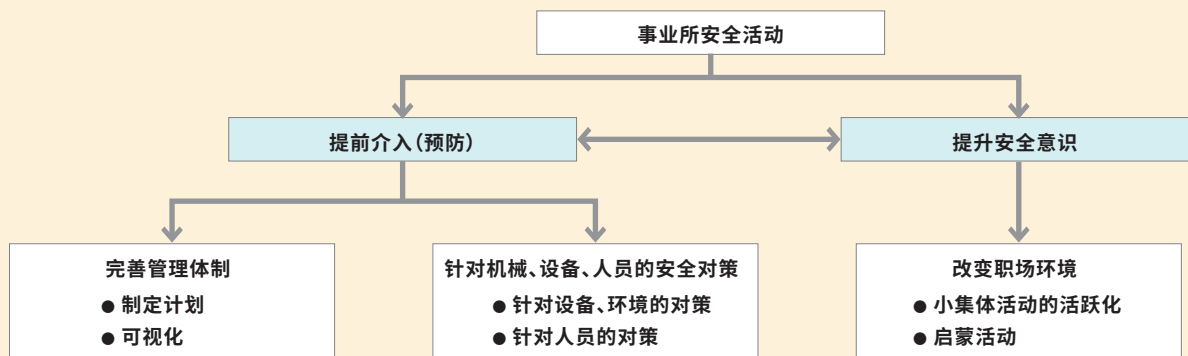 事业所安全活动
提前介入（预防）
提升安全意识
完善管理体制
● 制定计划
● 可视化
针对机械、设备、人员的安全对策
● 针对设备、环境的对策
● 针对人员的对策
改变职场环境
● 小集体活动的活跃化
● 启蒙活动